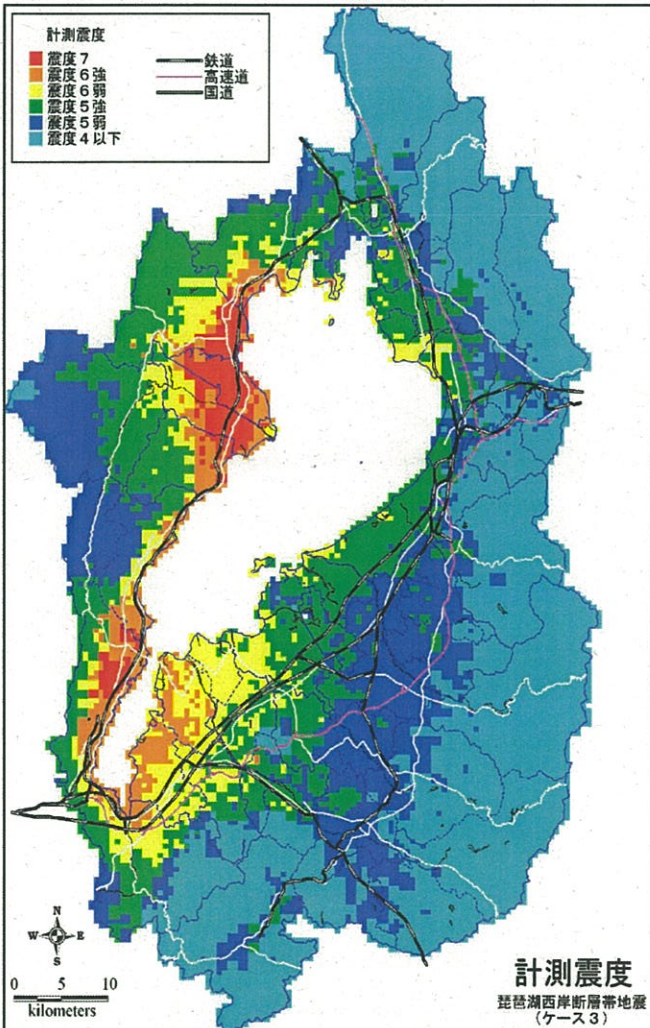 計測震度
震度7
震度6強
震度6弱
震度5強
震度5弱
震度4以下
鉄道
高速道
国道
N
W E
S
0 5 10
kilometers
計測震度
琵琶湖西岸断層帯地震
(ケース3)